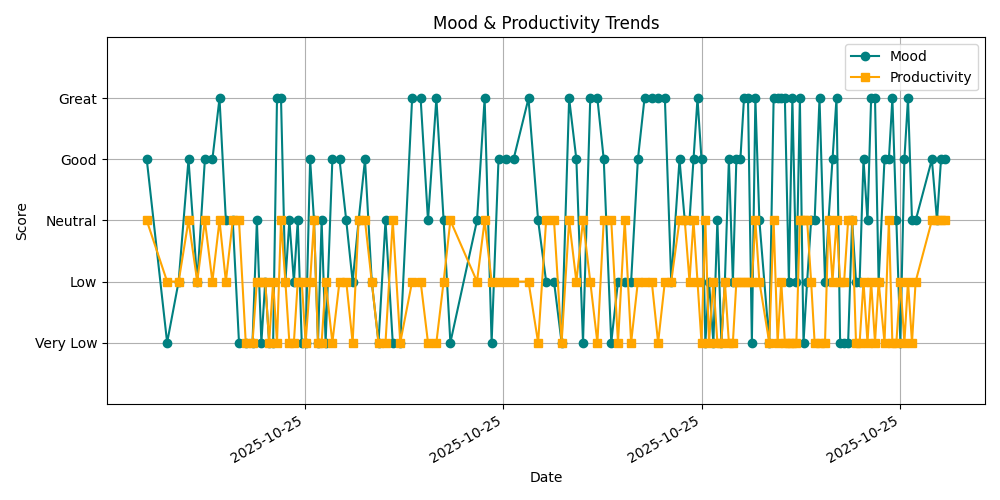 Mood & Productivity Trends
Mood
Productivity
Great
Good
Neutral
Low
Very Low
Score
2025-10-25
2025-10-25
2025-10-25
2025-10-25
Date